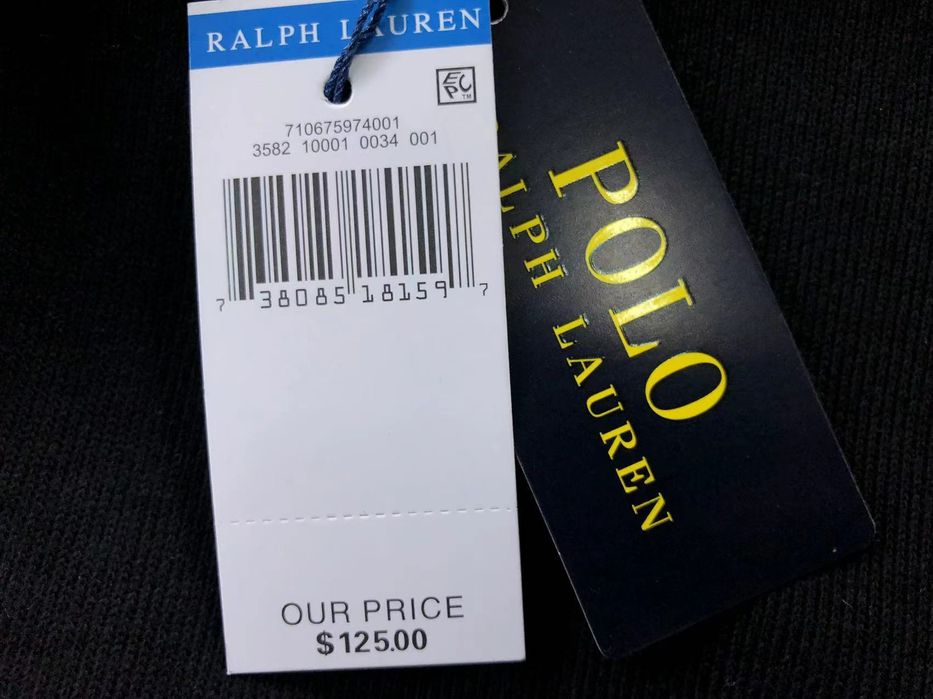 RALPH LAUREN
EPC
TM
710675974001
3582 10001 0034 001
7 38085 18159 7
OUR PRICE
$125.00
POLO
RALPH LAUREN